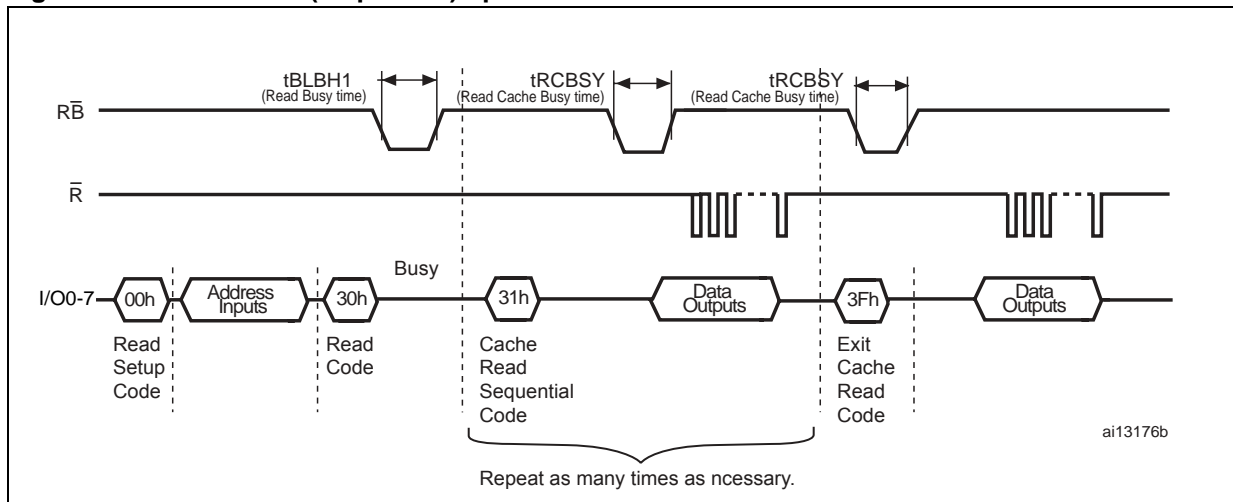 tBLBH1
(Read Busy time)
tRCBSY
(Read Cache Busy time)
tRCBSY
(Read Cache Busy time)
RB̅
R̅
I/O0-7
00h
Address
Inputs
30h
Busy
31h
Data
Outputs
3Fh
Data
Outputs
Read
Setup
Code
Read
Code
Cache
Read
Sequential
Code
Exit
Cache
Read
Code
ai13176b
Repeat as many times as ncessary.